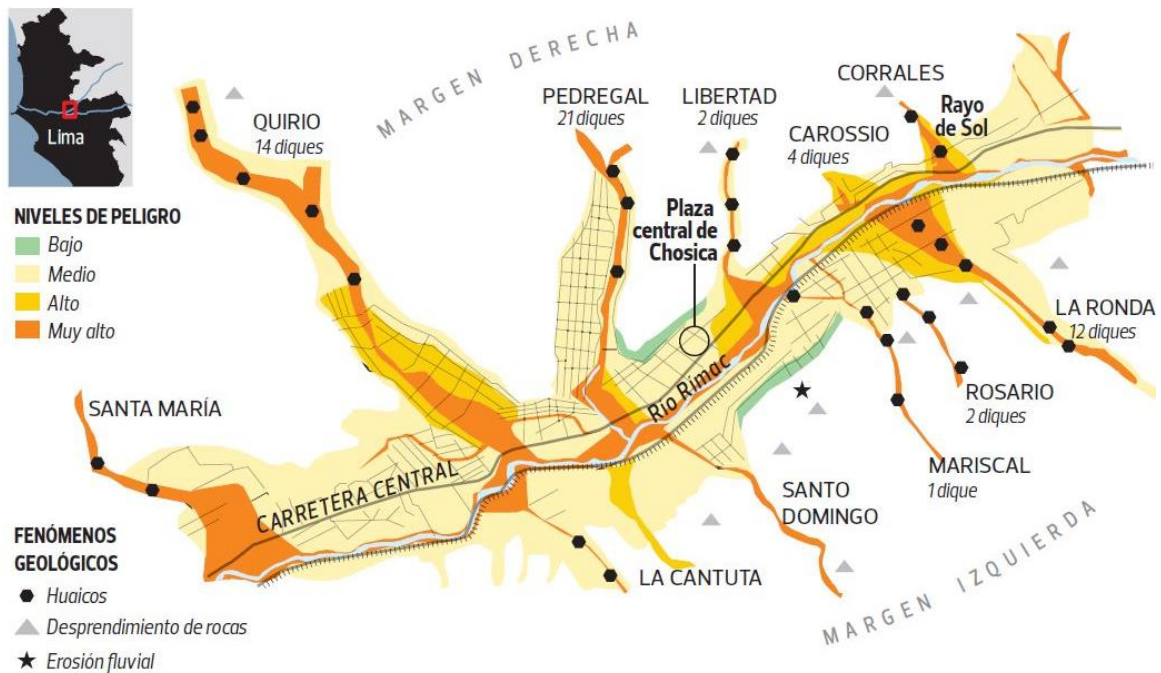 MARGEN DERECHA
Lima
QUIRIO
14 diques
PEDREGAL
21 diques
LIBERTAD
2 diques
CORRALES
CAROSSIO
4 diques
Rayo
de Sol
Plaza
central de
Chosica
NIVELES DE PELIGRO
Bajo
Medio
Alto
Muy alto
LA RONDA
12 diques
Río Rímac
ROSARIO
2 diques
SANTA MARÍA
MARISCAL
1 dique
CARRETERA CENTRAL
SANTO
DOMINGO
LA CANTUTA
MARGEN IZQUIERDA
FENÓMENOS
GEOLÓGICOS
Huaicos
Desprendimiento de rocas
Erosión fluvial